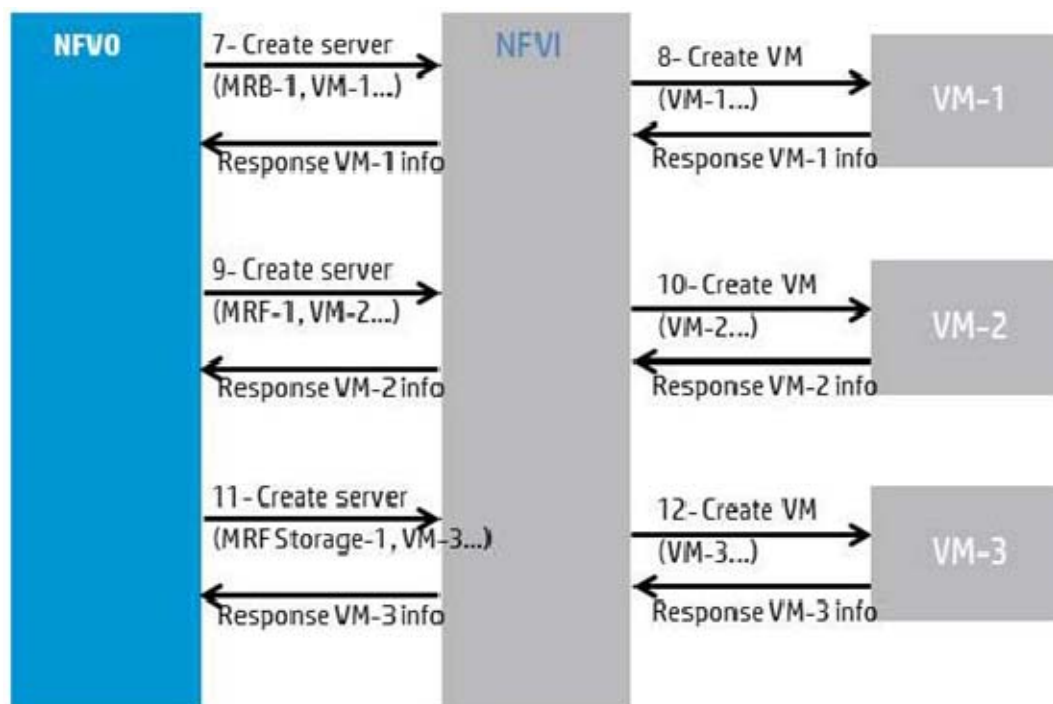 NFVO
NFVI
7- Create server
(MRB-1, VM-1...)
Response VM-1 info
8- Create VM
(VM-1...)
Response VM-1 info
VM-1
9- Create server
(MRF-1, VM-2...)
Response VM-2 info
10- Create VM
(VM-2...)
Response VM-2 info
VM-2
11- Create server
(MRF Storage-1, VM-3...)
Response VM-3 info
12- Create VM
(VM-3...)
Response VM-3 info
VM-3